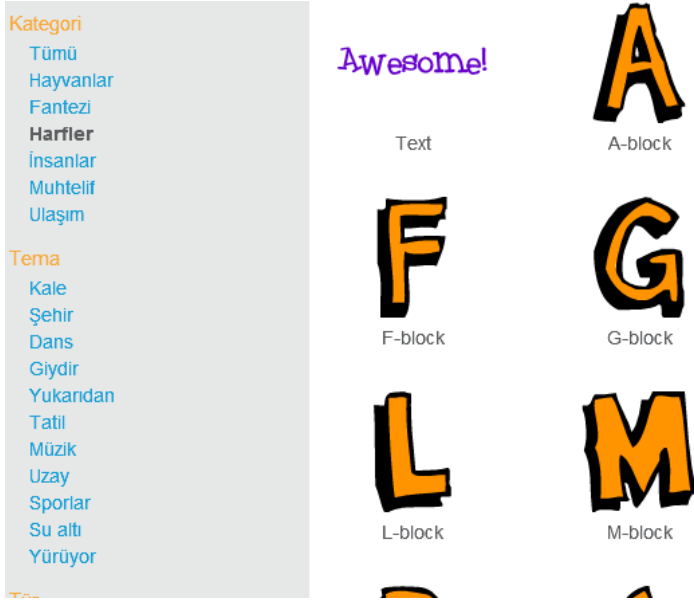 Kategori
Tümü
Hayvanlar
Fantezi
Harfler
İnsanlar
Muhtelif
Ulaşım
Tema
Kale
Şehir
Dans
Giydir
Yukarıdan
Tatil
Müzik
Uzay
Sporlar
Su altı
Yürüyor
Awesome!
Text
A
A-block
F
F-block
G
G-block
L
L-block
M
M-block